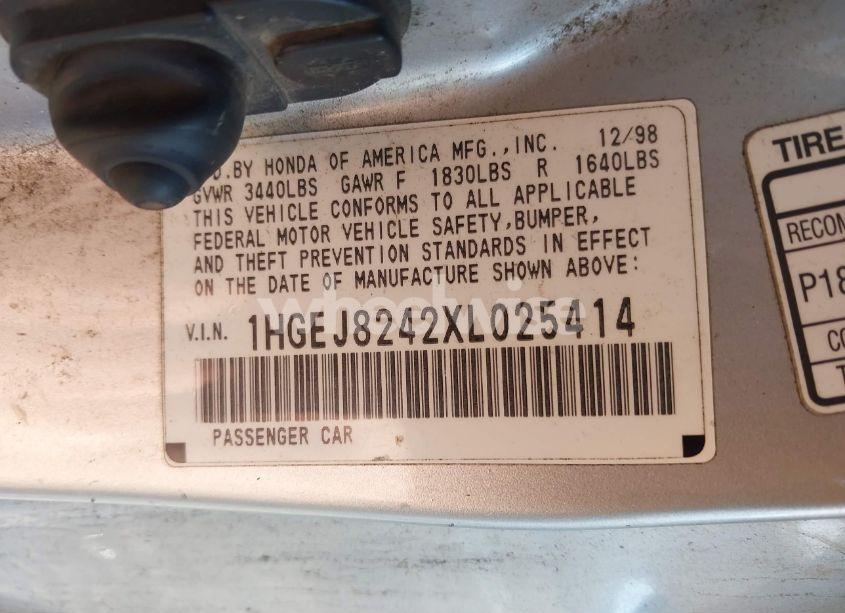 D.BY HONDA OF AMERICA MFG.,INC. 12/98
GVWR 3440LBS GAWR F 1830LBS R 1640LBS
THIS VEHICLE CONFORMS TO ALL APPLICABLE
FEDERAL MOTOR VEHICLE SAFETY,BUMPER,
AND THEFT PREVENTION STANDARDS IN EFFECT
ON THE DATE OF MANUFACTURE SHOWN ABOVE:
V.I.N. 1HGEJ8242XL025414
PASSENGER CAR
TIRE
RECOM
P18
CO
T